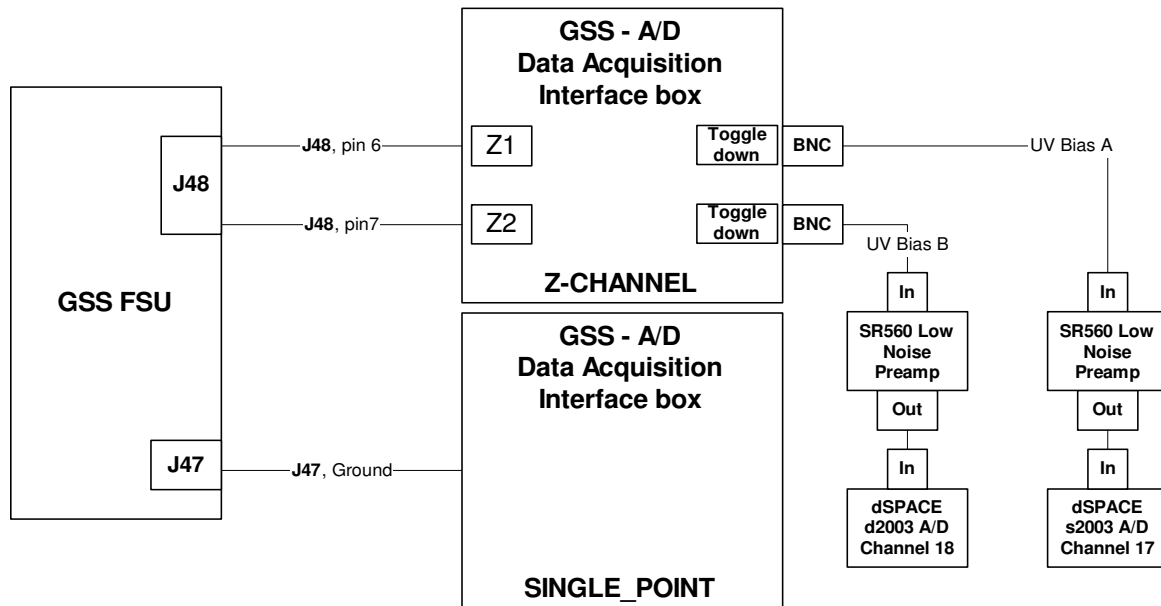 GSS - A/D
Data Acquisition
Interface box
J48, pin 6
Z1
Toggle
down
BNC
UV Bias A
J48
J48, pin7
Z2
Toggle
down
BNC
UV Bias B
Z-CHANNEL
GSS FSU
In
In
GSS - A/D
Data Acquisition
Interface box
SR560 Low
Noise
Preamp
SR560 Low
Noise
Preamp
Out
Out
J47
J47, Ground
In
In
dSPACE
d2003 A/D
Channel 18
dSPACE
s2003 A/D
Channel 17
SINGLE_POINT